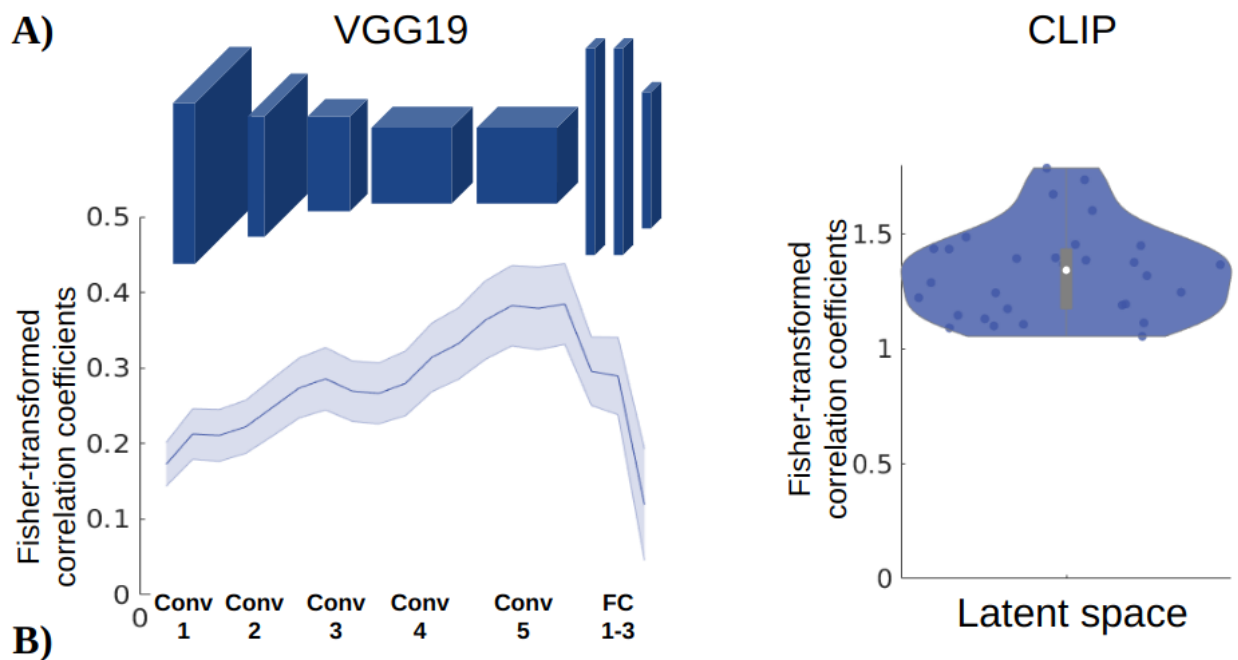 A)
VGG19
CLIP
Fisher-transformed
correlation coefficients
0.5
0.4
0.3
0.2
0.1
0
0
Conv 1
Conv 2
Conv 3
Conv 4
Conv 5
FC 1-3
Fisher-transformed
correlation coefficients
1.5
1
0.5
0
Latent space
B)